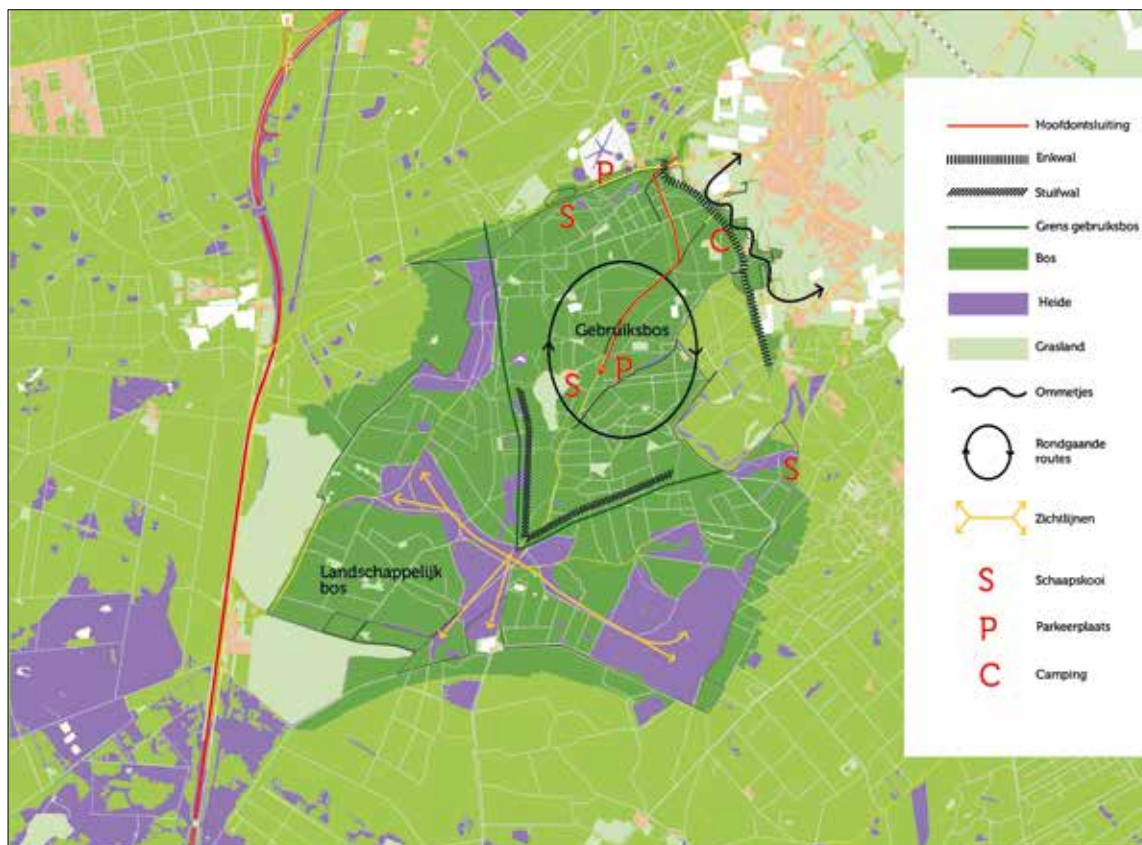 P
S
C
Gebruiksbos
P
S
S
Landschappelijk
bos
Hoofdontsluiting
Enkwal
Stuifwal
Grens gebruiksbos
Bos
Heide
Grasland
Ommetjes
Rondgaande
routes
Zichtlijnen
S Schaapskooi
P Parkeerplaats
C Camping